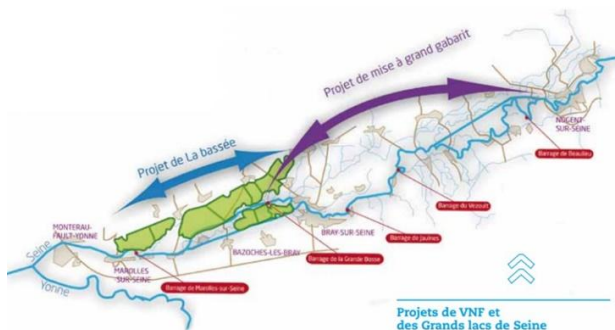 Projet de mise à grand gabarit
Projet de La bassée
NOGENT-
SUR-SEINE
Barrage de Beaulieu
Barrage du Vezoult
MONTERAU-
FAULT-YONNE
BRAY-SUR-SEINE
Barrage de Jaulnes
Seine
BAZOCHES-LES-BRAY
Barrage de la Grande Bosse
MAROLLES
SUR-SEINE
Barrage de Marolles-sur-Seine
Yonne
Projets de VNF et
des Grands lacs de Seine